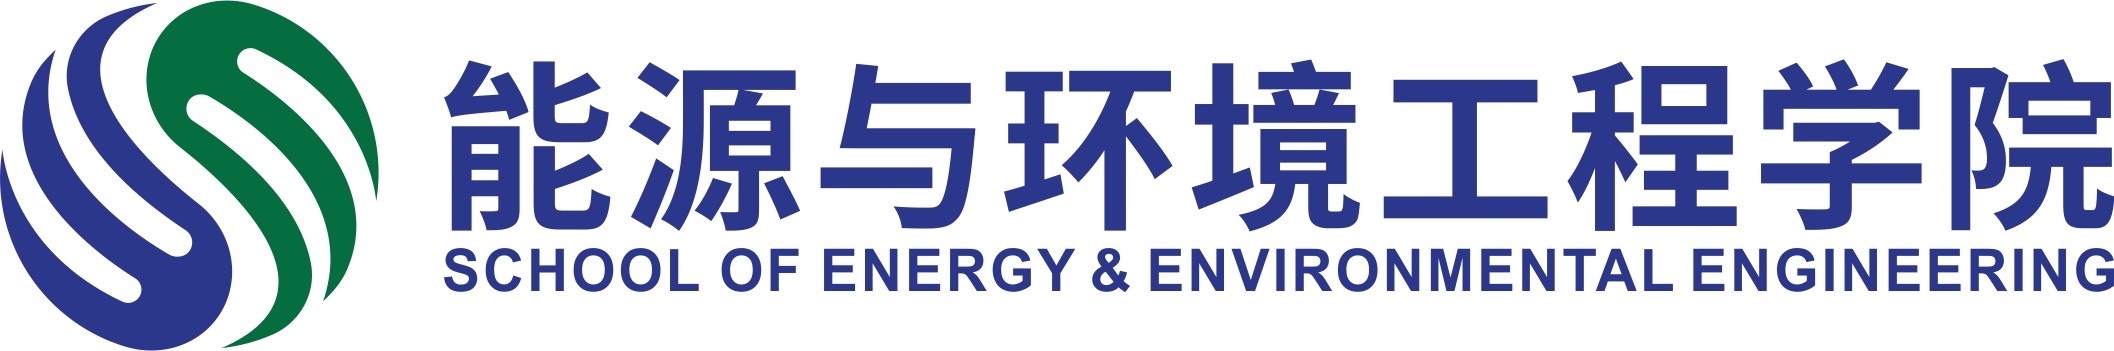 能源与环境工程学院
SCHOOL OF ENERGY & ENVIRONMENTAL ENGINEERING